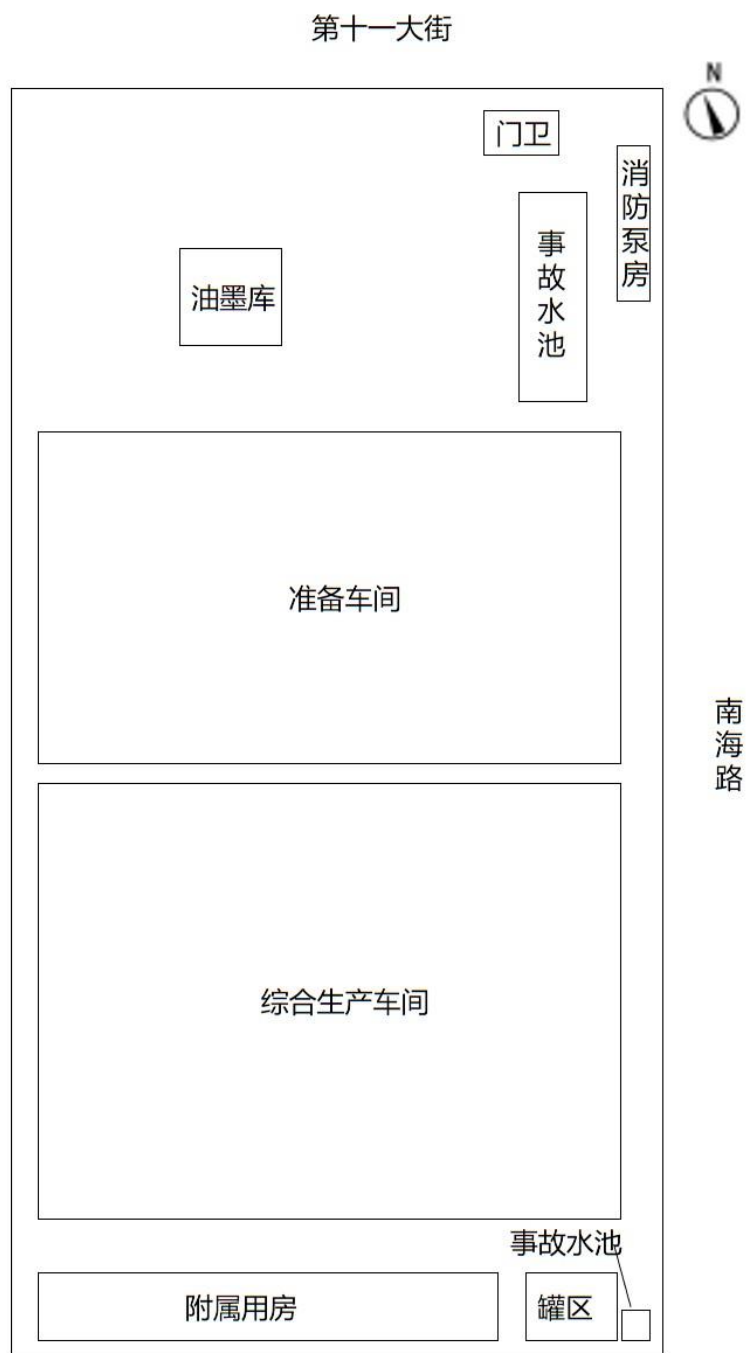 第十一大街
N
门卫
消防泵房
事故水池
油墨库
准备车间
南海路
综合生产车间
事故水池
附属用房
罐区